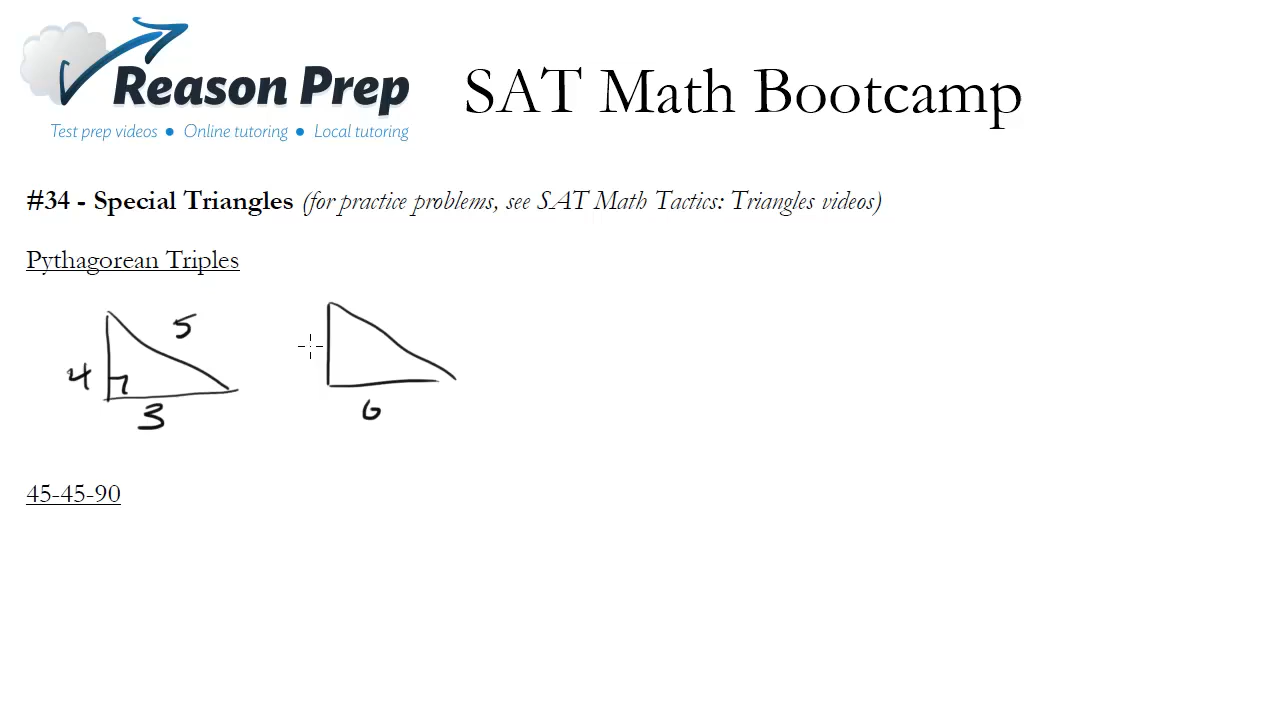 Reason Prep
Test prep videos ● Online tutoring ● Local tutoring
SAT Math Bootcamp
#34 - Special Triangles (for practice problems, see SAT Math Tactics: Triangles videos)
Pythagorean Triples
5
4
3
6
45-45-90